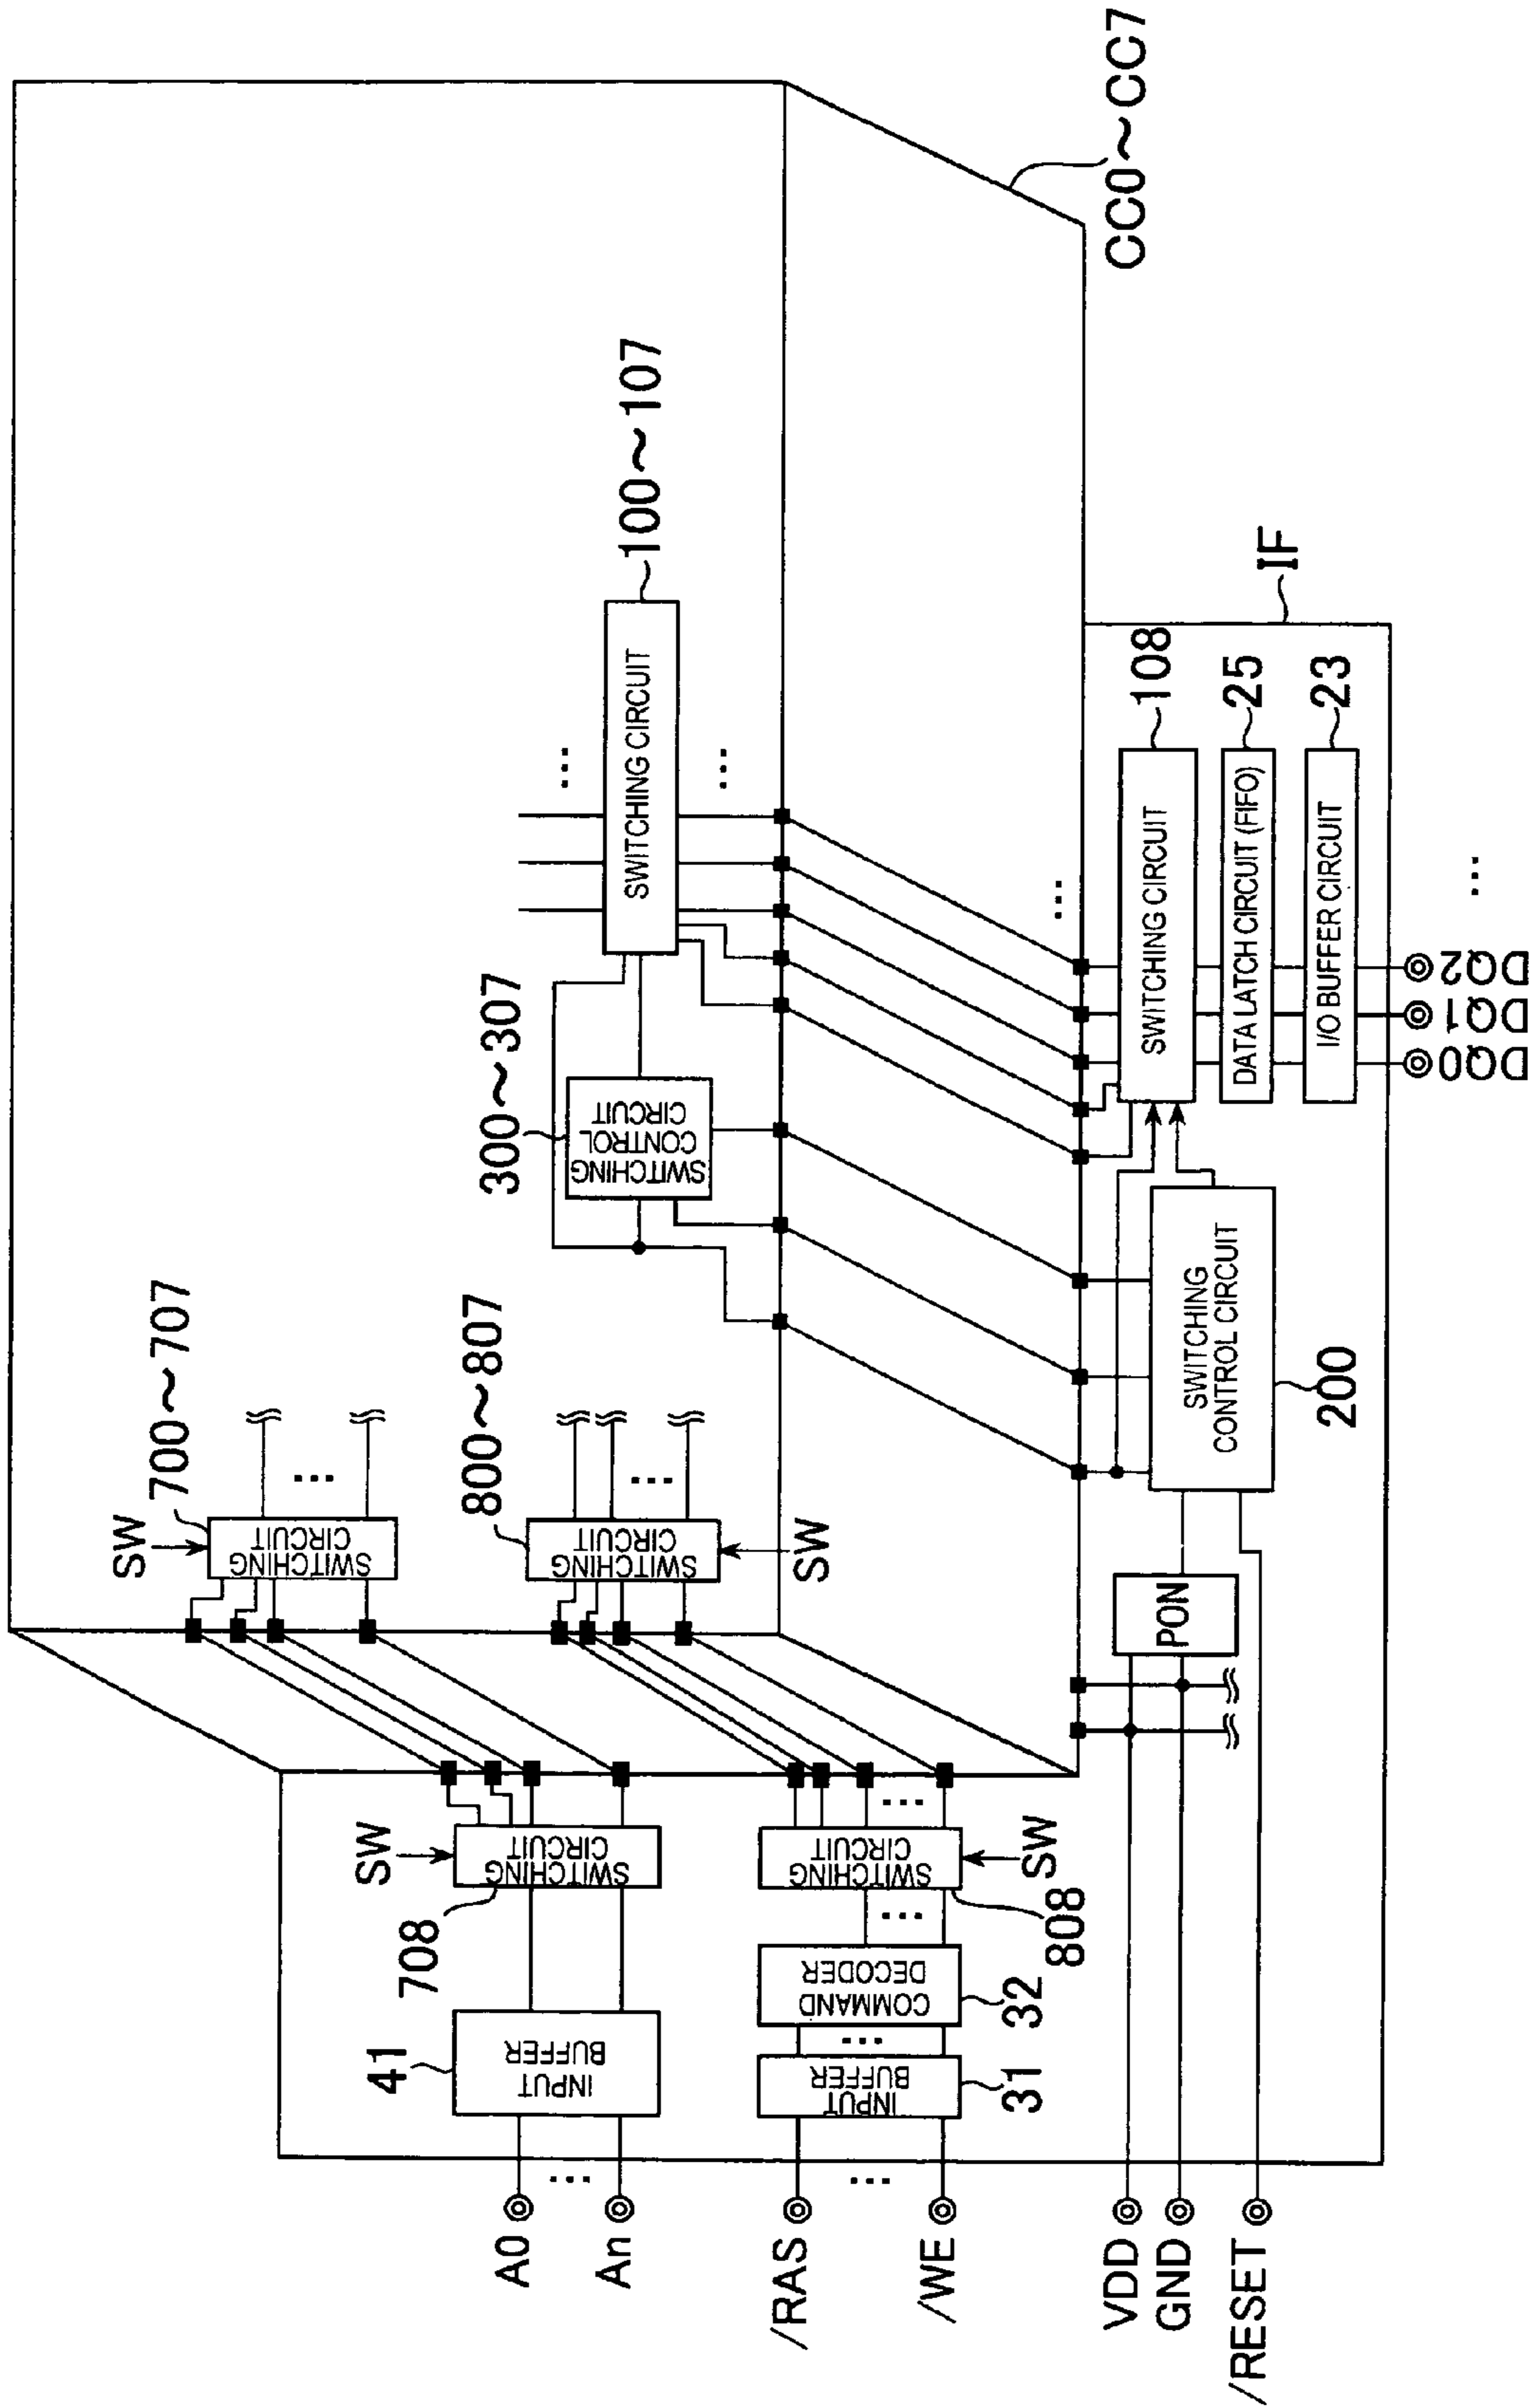 CC0~CC7
100~107
SWITCHING CIRCUIT
...
...
300~307
SWITCHING
CONTROL
CIRCUIT
700~707
SW
SWITCHING
CIRCUIT
...
800~807
SWITCHING
CIRCUIT
...
SW
SW
SWITCHING
CIRCUIT
708
INPUT
BUFFER
41
A0
...
An
SWITCHING
CIRCUIT
...
SW
808
...
COMMAND
DECODER
32
...
INPUT
BUFFER
31
/RAS
...
/WE
VDD
GND
/RESET
PON
SWITCHING
CONTROL CIRCUIT
200
...
IF
SWITCHING CIRCUIT
108
DATA LATCH CIRCUIT (FIFO)
25
I/O BUFFER CIRCUIT
23
DQ0
DQ1
DQ2
...